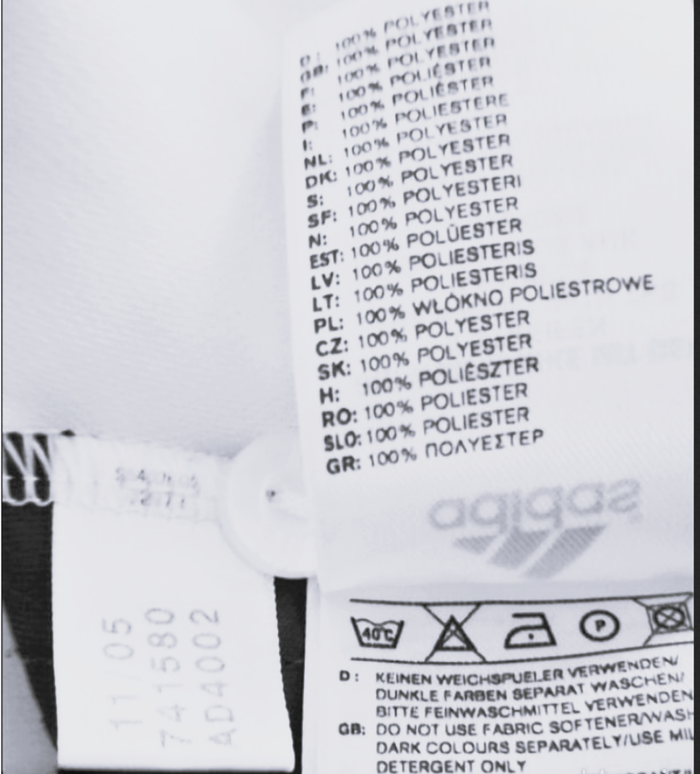 D: 100% POLYESTER
GB: 100% POLYESTER
F: 100% POLYESTER
E: 100% POLIÉSTER
P: 100% POLIÉSTER
I: 100% POLIESTERE
NL: 100% POLYESTER
DK: 100% POLYESTER
S: 100% POLYESTER
SF: 100% POLYESTERI
N: 100% POLYESTER
EST: 100% POLÜESTER
LV: 100% POLIESTERIS
LT: 100% POLIESTERIS
PL: 100% WLÓKNO POLIESTROWE
CZ: 100% POLYESTER
SK: 100% POLYESTER
H: 100% POLIÉSZTER
RO: 100% POLIESTER
SLO: 100% POLIESTER
GR: 100% ΠΟΛΥΕΣΤΕΡ
adidas
11/05
741580
AD4002
40°C
P
D: KEINEN WEICHSPUELER VERWENDEN/
DUNKLE FARBEN SEPARAT WASCHEN/
BITTE FEINWASCHMITTEL VERWENDEN
GB: DO NOT USE FABRIC SOFTENER/WASH
DARK COLOURS SEPARATELY/USE MIL
DETERGENT ONLY